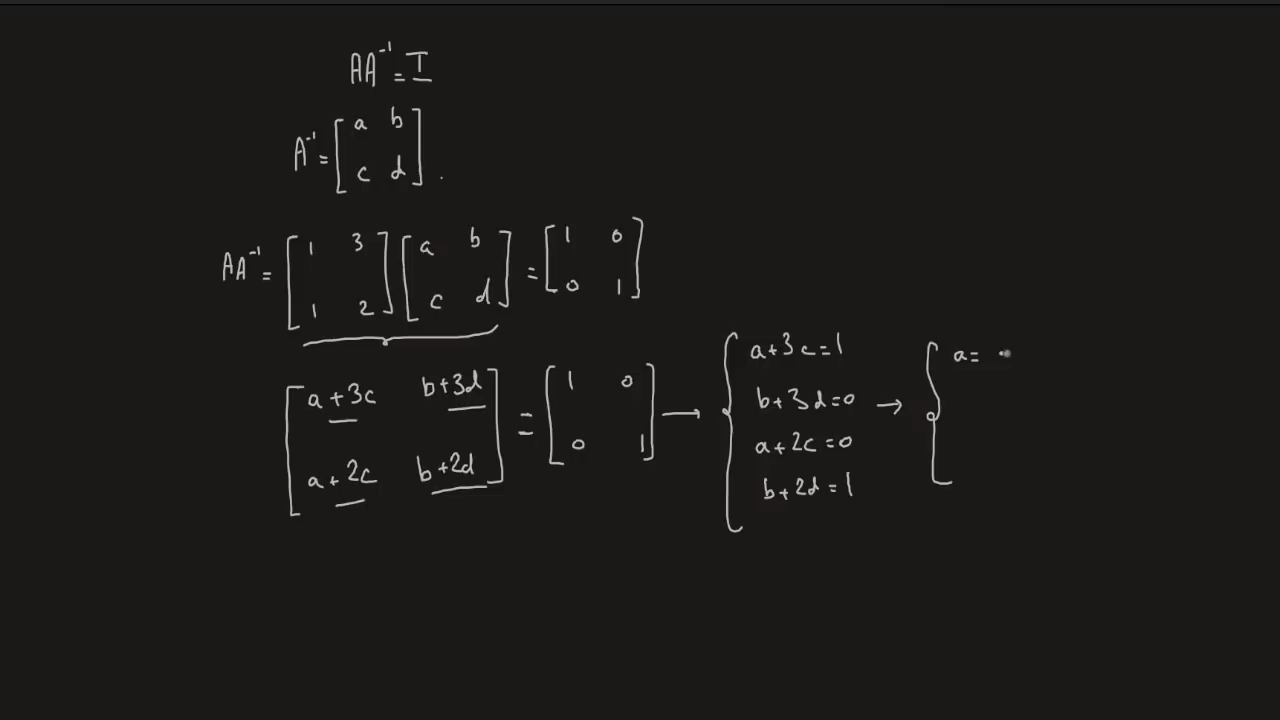 AA⁻¹ = I
A⁻¹ = [a b
c d].
AA⁻¹ = [1 3
1 2] [a b
c d] = [1 0
0 1]
[a+3c b+3d
a+2c b+2d] = [1 0
0 1] →
{ a+3c=1
b+3d=0
a+2c=0
b+2d=1
→ { a=